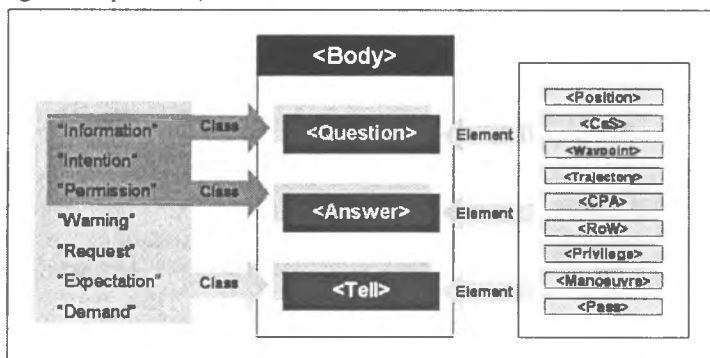 <Body>
"Information"
"Intention"
"Permission"
"Warning"
"Request"
"Expectation"
"Demand"
Class
Class
Class
<Question>
<Answer>
<Tell>
Element
Element
Element
<Position>
<CaS>
<Waypoint>
<Trajectory>
<CPA>
<RoW>
<Privilege>
<Manoeuvre>
<Pass>